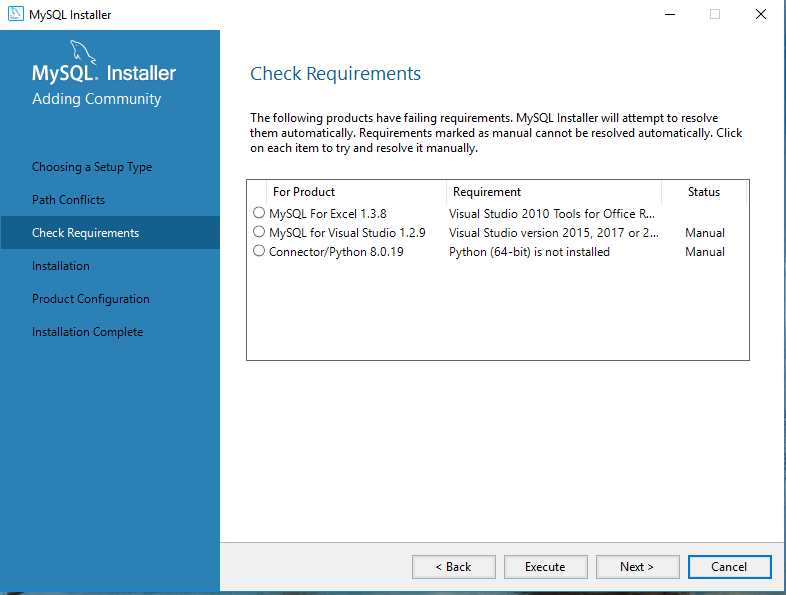 MySQL Installer
MySQL. Installer
Adding Community
Choosing a Setup Type
Path Conflicts
Check Requirements
Installation
Product Configuration
Installation Complete
Check Requirements
The following products have failing requirements. MySQL Installer will attempt to resolve
them automatically. Requirements marked as manual cannot be resolved automatically. Click
on each item to try and resolve it manually.
For Product Requirement Status
MySQL For Excel 1.3.8 Visual Studio 2010 Tools for Office R...
MySQL for Visual Studio 1.2.9 Visual Studio version 2015, 2017 or 2... Manual
Connector/Python 8.0.19 Python (64-bit) is not installed Manual
< Back Execute Next > Cancel